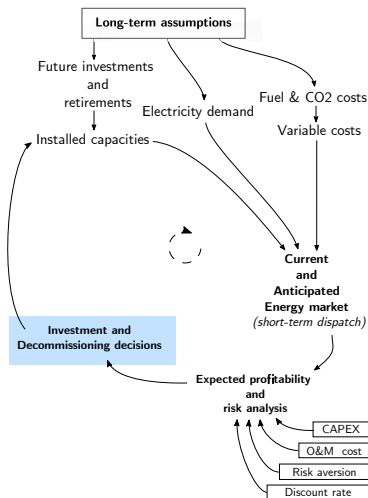 Long-term assumptions
Future investments
and
retirements
Electricity demand
Fuel & CO2 costs
Variable costs
Installed capacities
Current
and
Anticipated
Energy market
(short-term dispatch)
Investment and
Decommissioning decisions
Expected profitability
and
risk analysis
CAPEX
O&M cost
Risk aversion
Discount rate